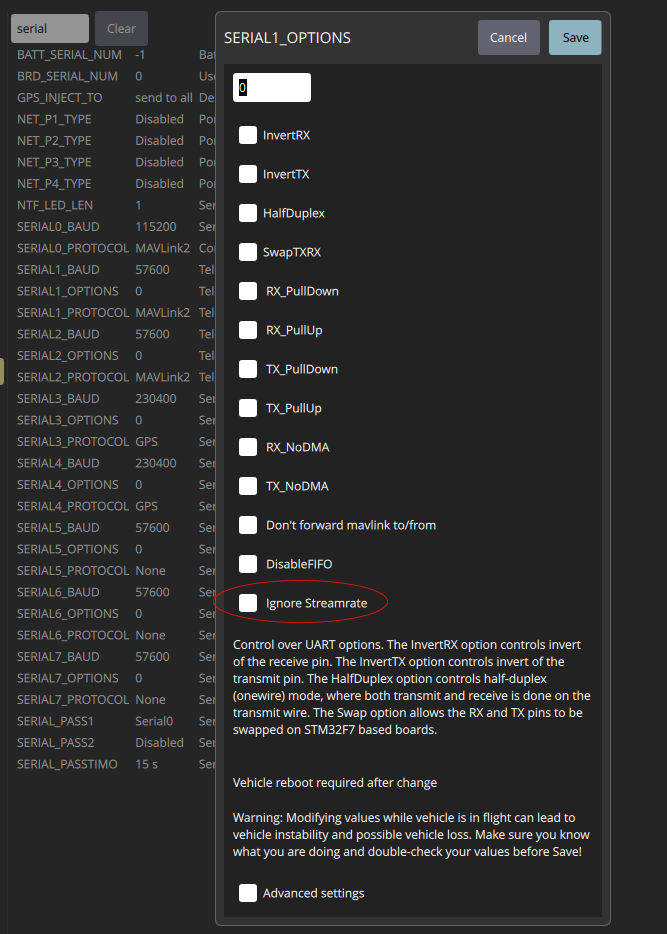 serial Clear
BATT_SERIAL_NUM -1 Bat
BRD_SERIAL_NUM 0 Use
GPS_INJECT_TO send to all De
NET_P1_TYPE Disabled Por
NET_P2_TYPE Disabled Por
NET_P3_TYPE Disabled Por
NET_P4_TYPE Disabled Por
NTF_LED_LEN 1 Ser
SERIAL0_BAUD 115200 Ser
SERIAL0_PROTOCOL MAVLink2 Co
SERIAL1_BAUD 57600 Tel
SERIAL1_OPTIONS 0 Tel
SERIAL1_PROTOCOL MAVLink2 Tel
SERIAL2_BAUD 57600 Tel
SERIAL2_OPTIONS 0 Tel
SERIAL2_PROTOCOL MAVLink2 Tel
SERIAL3_BAUD 230400 Ser
SERIAL3_OPTIONS 0 Ser
SERIAL3_PROTOCOL GPS Ser
SERIAL4_BAUD 230400 Ser
SERIAL4_OPTIONS 0 Ser
SERIAL4_PROTOCOL GPS Ser
SERIAL5_BAUD 57600 Ser
SERIAL5_OPTIONS 0 Ser
SERIAL5_PROTOCOL None Ser
SERIAL6_BAUD 57600 Ser
SERIAL6_OPTIONS 0 Ser
SERIAL6_PROTOCOL None Ser
SERIAL7_BAUD 57600 Ser
SERIAL7_OPTIONS 0 Ser
SERIAL7_PROTOCOL None Ser
SERIAL_PASS1 Serial0 Ser
SERIAL_PASS2 Disabled Ser
SERIAL_PASSTIMO 15 s Ser
SERIAL1_OPTIONS Cancel Save
0
InvertRX
InvertTX
HalfDuplex
SwapTXRX
RX_PullDown
RX_PullUp
TX_PullDown
TX_PullUp
RX_NoDMA
TX_NoDMA
Don't forward mavlink to/from
DisableFIFO
Ignore Streamrate
Control over UART options. The InvertRX option controls invert
of the receive pin. The InvertTX option controls invert of the
transmit pin. The HalfDuplex option controls half-duplex
(onewire) mode, where both transmit and receive is done on the
transmit wire. The Swap option allows the RX and TX pins to be
swapped on STM32F7 based boards.
Vehicle reboot required after change
Warning: Modifying values while vehicle is in flight can lead to
vehicle instability and possible vehicle loss. Make sure you know
what you are doing and double-check your values before Save!
Advanced settings